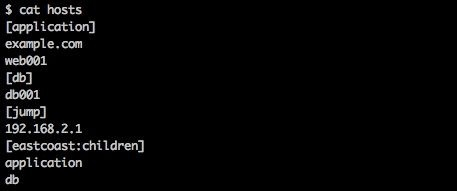 $ cat hosts
[application]
example.com
web001
[db]
db001
[jump]
192.168.2.1
[eastcoast:children]
application
db